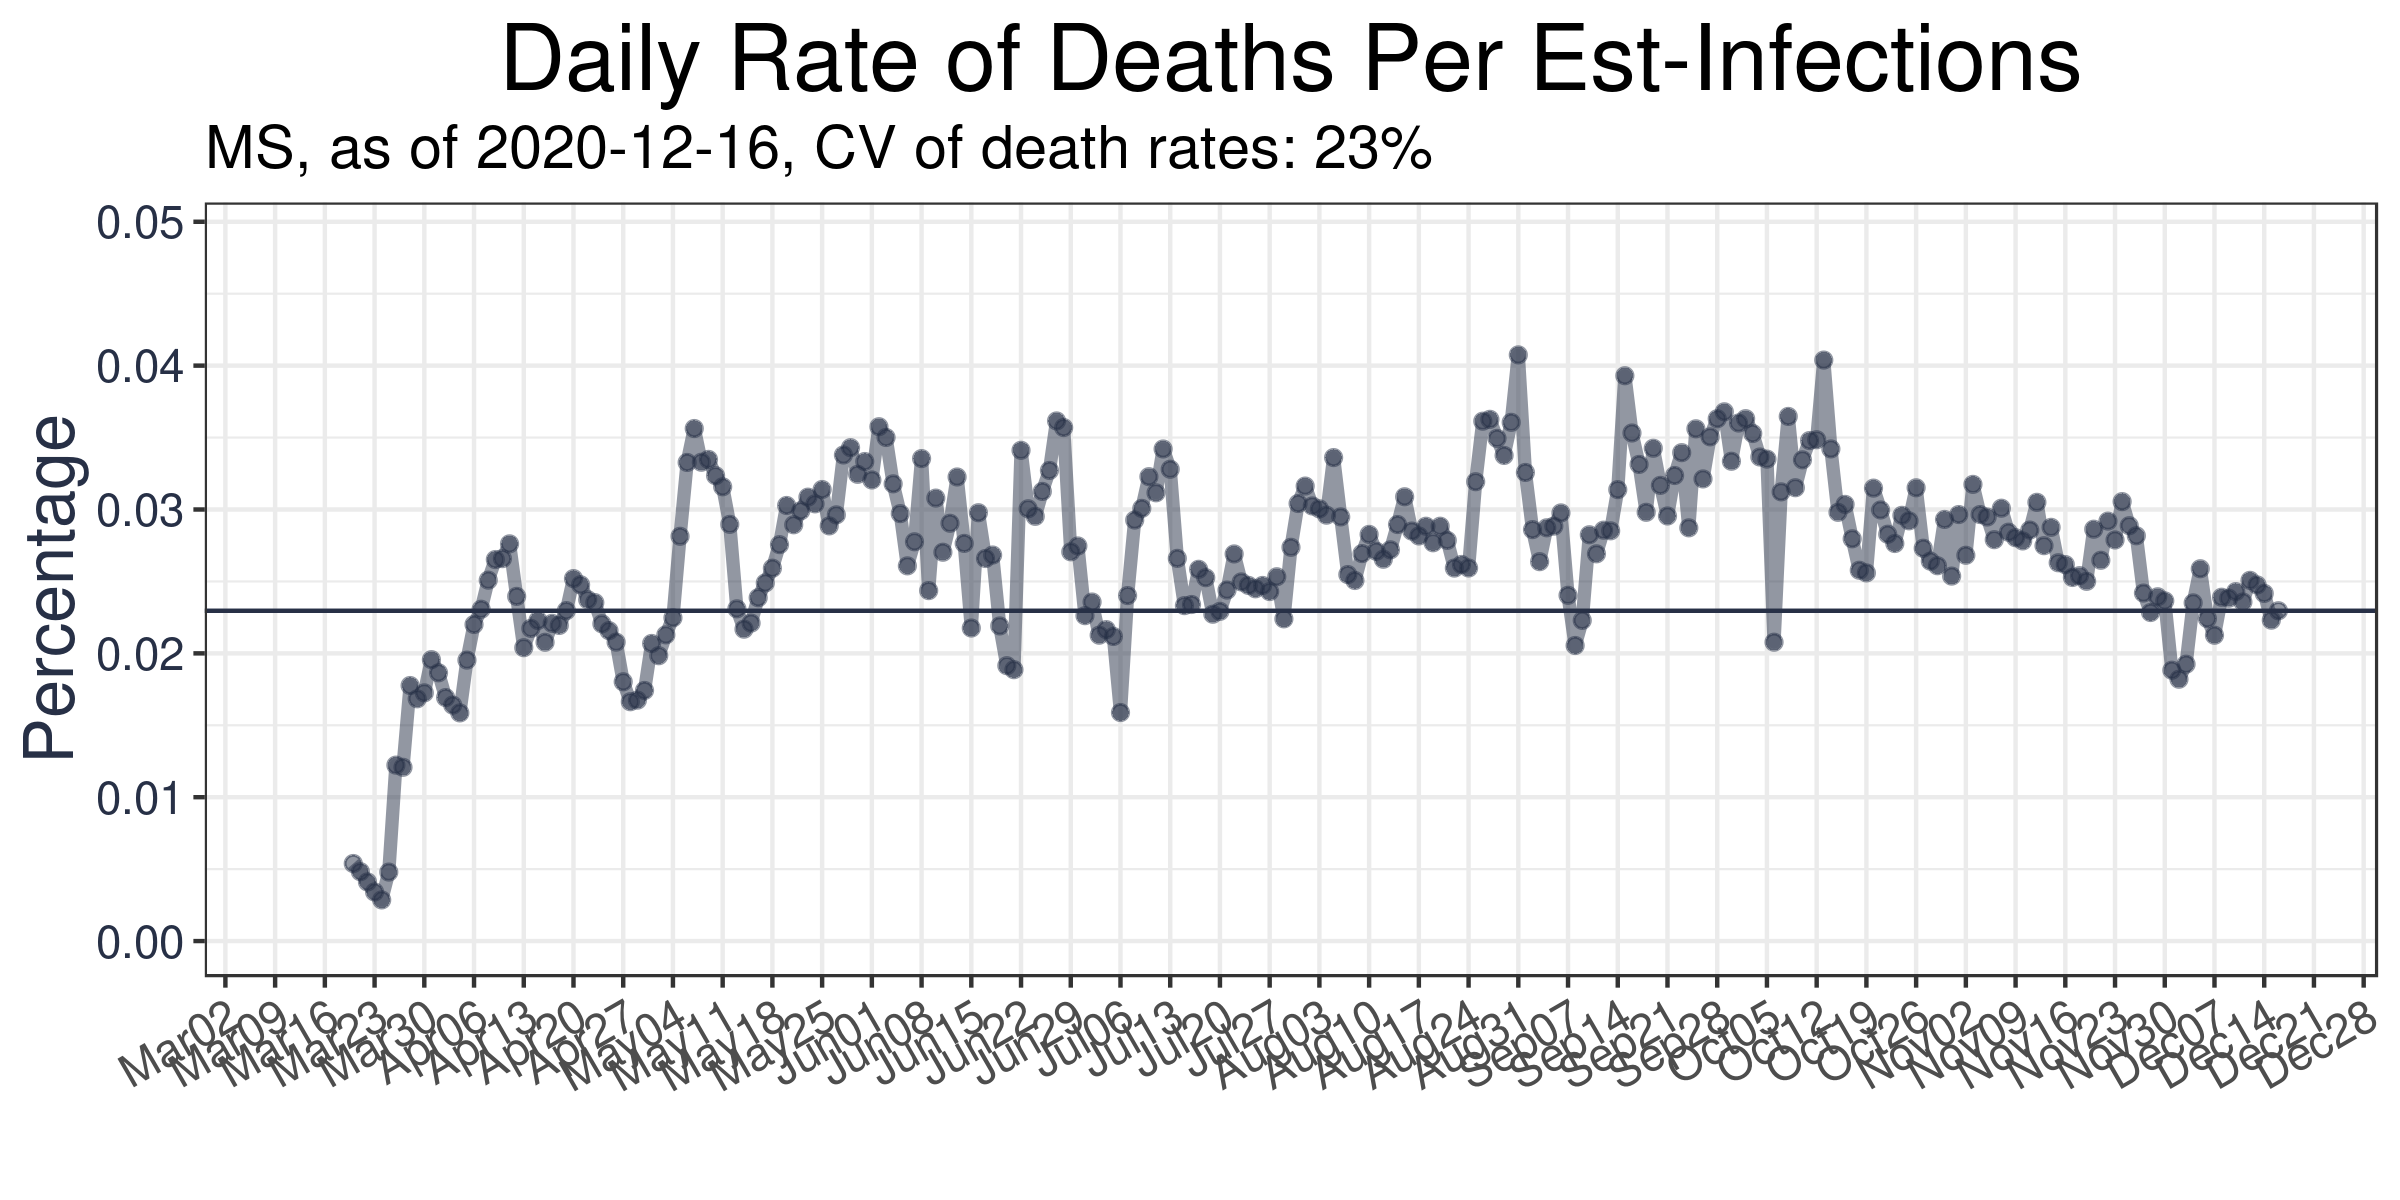 Daily Rate of Deaths Per Est-Infections
MS, as of 2020-12-16, CV of death rates: 23%
Percentage
0.05
0.04
0.03
0.02
0.01
0.00
Mar02
Mar09
Mar16
Mar23
Mar30
Apr06
Apr13
Apr20
Apr27
May04
May11
May18
May25
Jun01
Jun08
Jun15
Jun22
Jun29
Jul06
Jul13
Jul20
Jul27
Aug03
Aug10
Aug17
Aug24
Aug31
Sep07
Sep14
Sep21
Sep28
Oct05
Oct12
Oct19
Oct26
Nov02
Nov09
Nov16
Nov23
Nov30
Dec07
Dec14
Dec21
Dec28